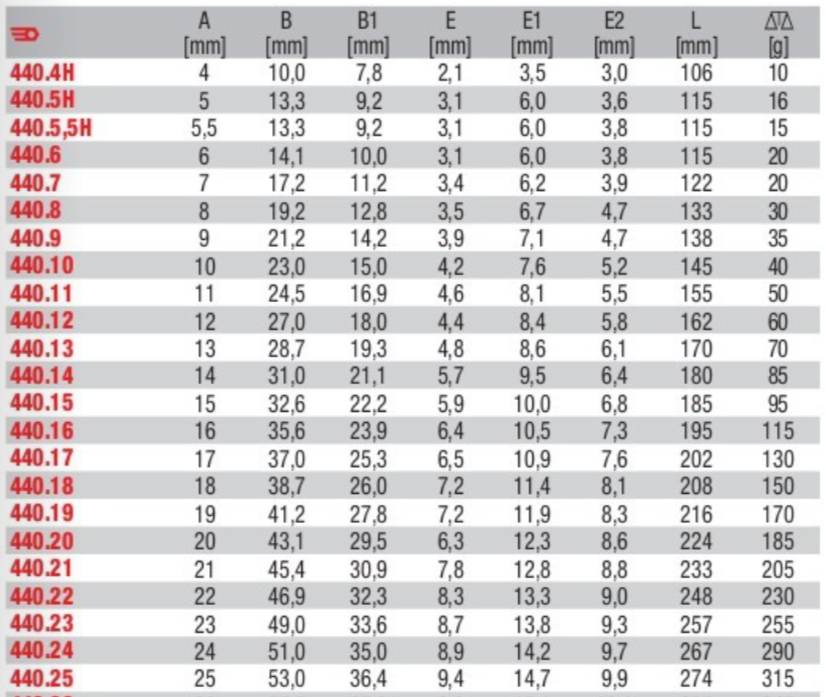 A B B1 E E1 E2 L
[mm] [mm] [mm] [mm] [mm] [mm] [mm] [g]
440.4H 4 10,0 7,8 2,1 3,5 3,0 106 10
440.5H 5 13,3 9,2 3,1 6,0 3,6 115 16
440.5,5H 5,5 13,3 9,2 3,1 6,0 3,8 115 15
440.6 6 14,1 10,0 3,1 6,0 3,8 115 20
440.7 7 17,2 11,2 3,4 6,2 3,9 122 20
440.8 8 19,2 12,8 3,5 6,7 4,7 133 30
440.9 9 21,2 14,2 3,9 7,1 4,7 138 35
440.10 10 23,0 15,0 4,2 7,6 5,2 145 40
440.11 11 24,5 16,9 4,6 8,1 5,5 155 50
440.12 12 27,0 18,0 4,4 8,4 5,8 162 60
440.13 13 28,7 19,3 4,8 8,6 6,1 170 70
440.14 14 31,0 21,1 5,7 9,5 6,4 180 85
440.15 15 32,6 22,2 5,9 10,0 6,8 185 95
440.16 16 35,6 23,9 6,4 10,5 7,3 195 115
440.17 17 37,0 25,3 6,5 10,9 7,6 202 130
440.18 18 38,7 26,0 7,2 11,4 8,1 208 150
440.19 19 41,2 27,8 7,2 11,9 8,3 216 170
440.20 20 43,1 29,5 6,3 12,3 8,6 224 185
440.21 21 45,4 30,9 7,8 12,8 8,8 233 205
440.22 22 46,9 32,3 8,3 13,3 9,0 248 230
440.23 23 49,0 33,6 8,7 13,8 9,3 257 255
440.24 24 51,0 35,0 8,9 14,2 9,7 267 290
440.25 25 53,0 36,4 9,4 14,7 9,9 274 315